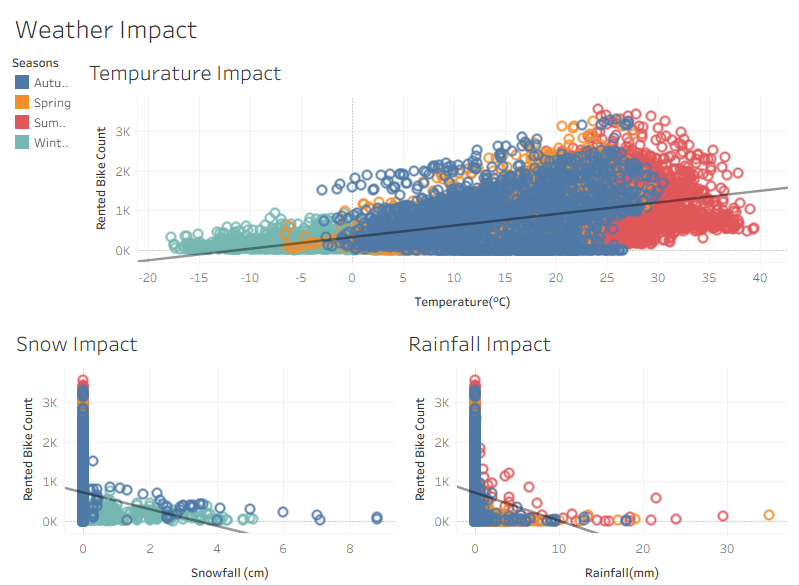 Weather Impact
Seasons
Autu..
Spring
Sum..
Wint..
Tempurature Impact
Rented Bike Count
3K
2K
1K
0K
-20 -15 -10 -5 0 5 10 15 20 25 30 35 40
Temperature(ºC)
Snow Impact
Rented Bike Count
3K
2K
1K
0K
0 2 4 6 8
Snowfall (cm)
Rainfall Impact
Rented Bike Count
3K
2K
1K
0K
0 10 20 30
Rainfall(mm)